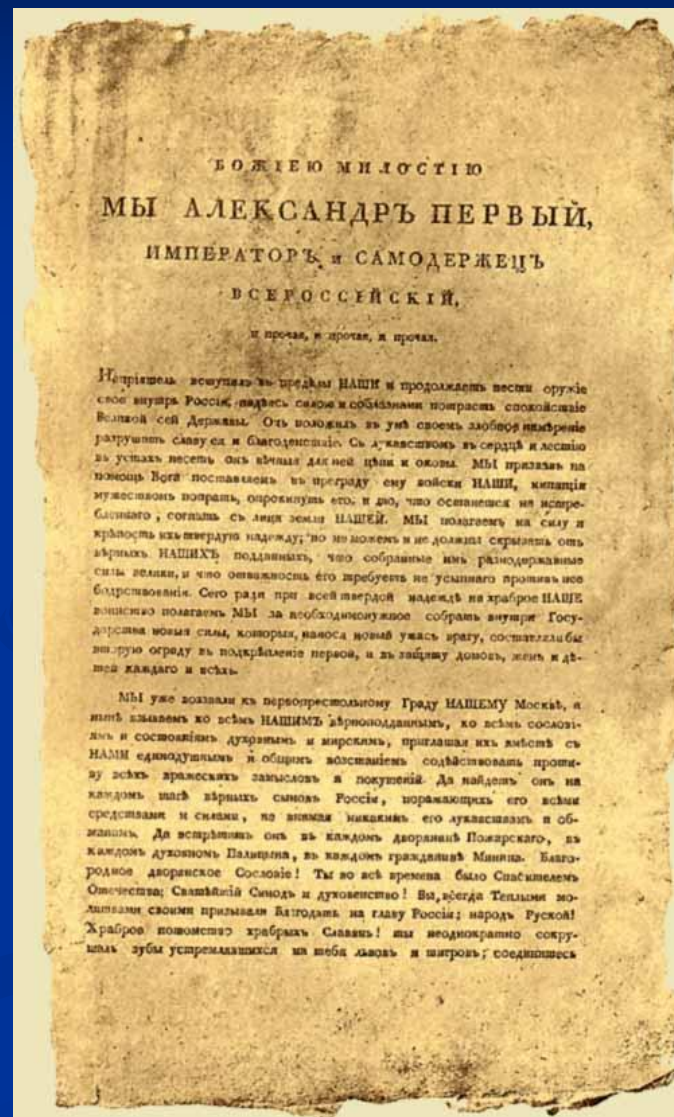 БОЖІЕЮ МИЛОСТІЮ
МЫ АЛЕКСАНДРЪ ПЕРВЫЙ,
ИМПЕРАТОРЪ и САМОДЕРЖЕЦЪ
ВСЕРОССІЙСКІЙ,
и прочая, и прочая, и прочая.
Непріятель вступилъ въ предѣлы НАШИ и продолжаетъ нести оружіе
свое внутрь Россіи, надѣясь силою и соблазнами потрясть спокойствіе
Великой сей Державы. Онъ положилъ въ умѣ своемъ злобное намѣреніе
разрушить славу ея и благоденствіе. Съ лукавствомъ въ сердцѣ и лестію
въ устахъ несетъ онъ вѣчныя для ней цѣпи и оковы. МЫ призвавъ на
помощь Бога поставляемъ въ преграду ему войски НАШИ, кипящія
мужествомъ попрать, опрокинуть его, и то, что останется не истре-
бленнаго, согнать съ лица земли НАШЕЙ. МЫ полагаемъ на силу и
крѣпость ихъ твердую надежду; но не можемъ и не должны скрывать отъ
вѣрныхъ НАШИХЪ подданныхъ, что собранныя имъ разнодержавныя
силы велики, и что отважность его требуетъ не усыпнаго противъ нее
бодрствованія. Сего ради при всей твердой надеждѣ на храброе НАШЕ
воинство полагаемъ МЫ за необходимонужное собрать внутри Госу-
дарства новыя силы, которыя, нанося новый ужасъ врагу, составляли бы
вторую ограду въ подкрѣпленіе первой, и въ защиту домовъ, женъ и дѣ-
тей каждаго и всѣхъ.
МЫ уже воззвали къ первопрестольному Граду НАШЕМУ Москвѣ, а
нынѣ взываемъ ко всѣмъ НАШИМЪ вѣрноподданнымъ, ко всѣмъ сослові-
ямъ и состояніямъ духовнымъ и мирскимъ, приглашая ихъ вмѣстѣ съ
НАМИ единодушнымъ и общимъ возстаніемъ содѣйствовать проти-
ву всѣхъ вражескихъ замысловъ и покушеній. Да найдетъ онъ на
каждомъ шагѣ вѣрныхъ сыновъ Россіи, поражающихъ его всѣми
средствами и силами, не внимая никакимъ его лукавствамъ и об-
манамъ. Да встрѣтитъ онъ въ каждомъ дворянинѣ Пожарскаго, въ
каждомъ духовномъ Палицына, въ каждомъ гражданинѣ Минина. Благо-
родное дворянское Сословіе! Ты во всѣ времена было Спасителемъ
Отечества; Святѣйшій Синодъ и духовенство! Вы всегда Теплыми мо-
литвами своими призывали Благодать на главу Россіи; народъ Руской!
Храброе потомство храбрыхъ Славянъ! ты неоднократно сокру-
шалъ зубы устремлявшихся на тебя львовъ и тигровъ; соединитесь